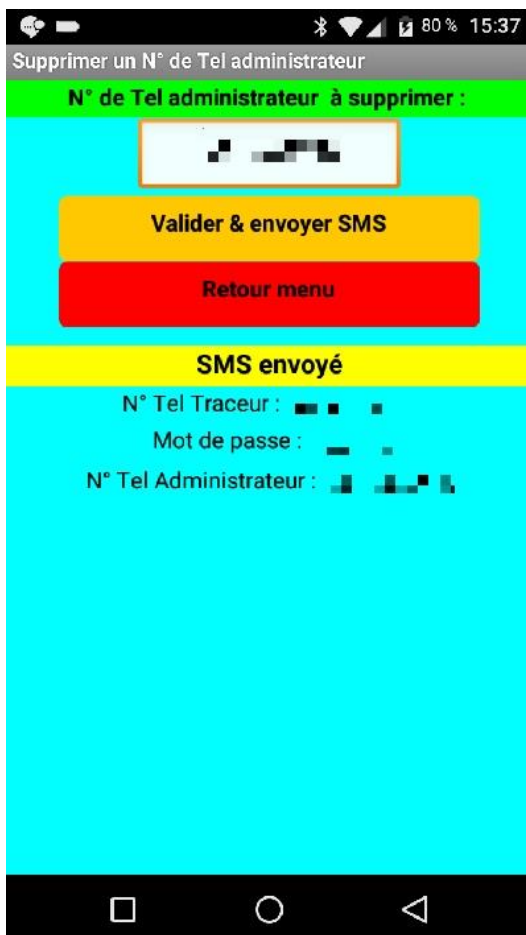 80 % 15:37
Supprimer un N° de Tel administrateur
N° de Tel administrateur à supprimer :
Valider & envoyer SMS
Retour menu
SMS envoyé
N° Tel Traceur :
Mot de passe :
N° Tel Administrateur :